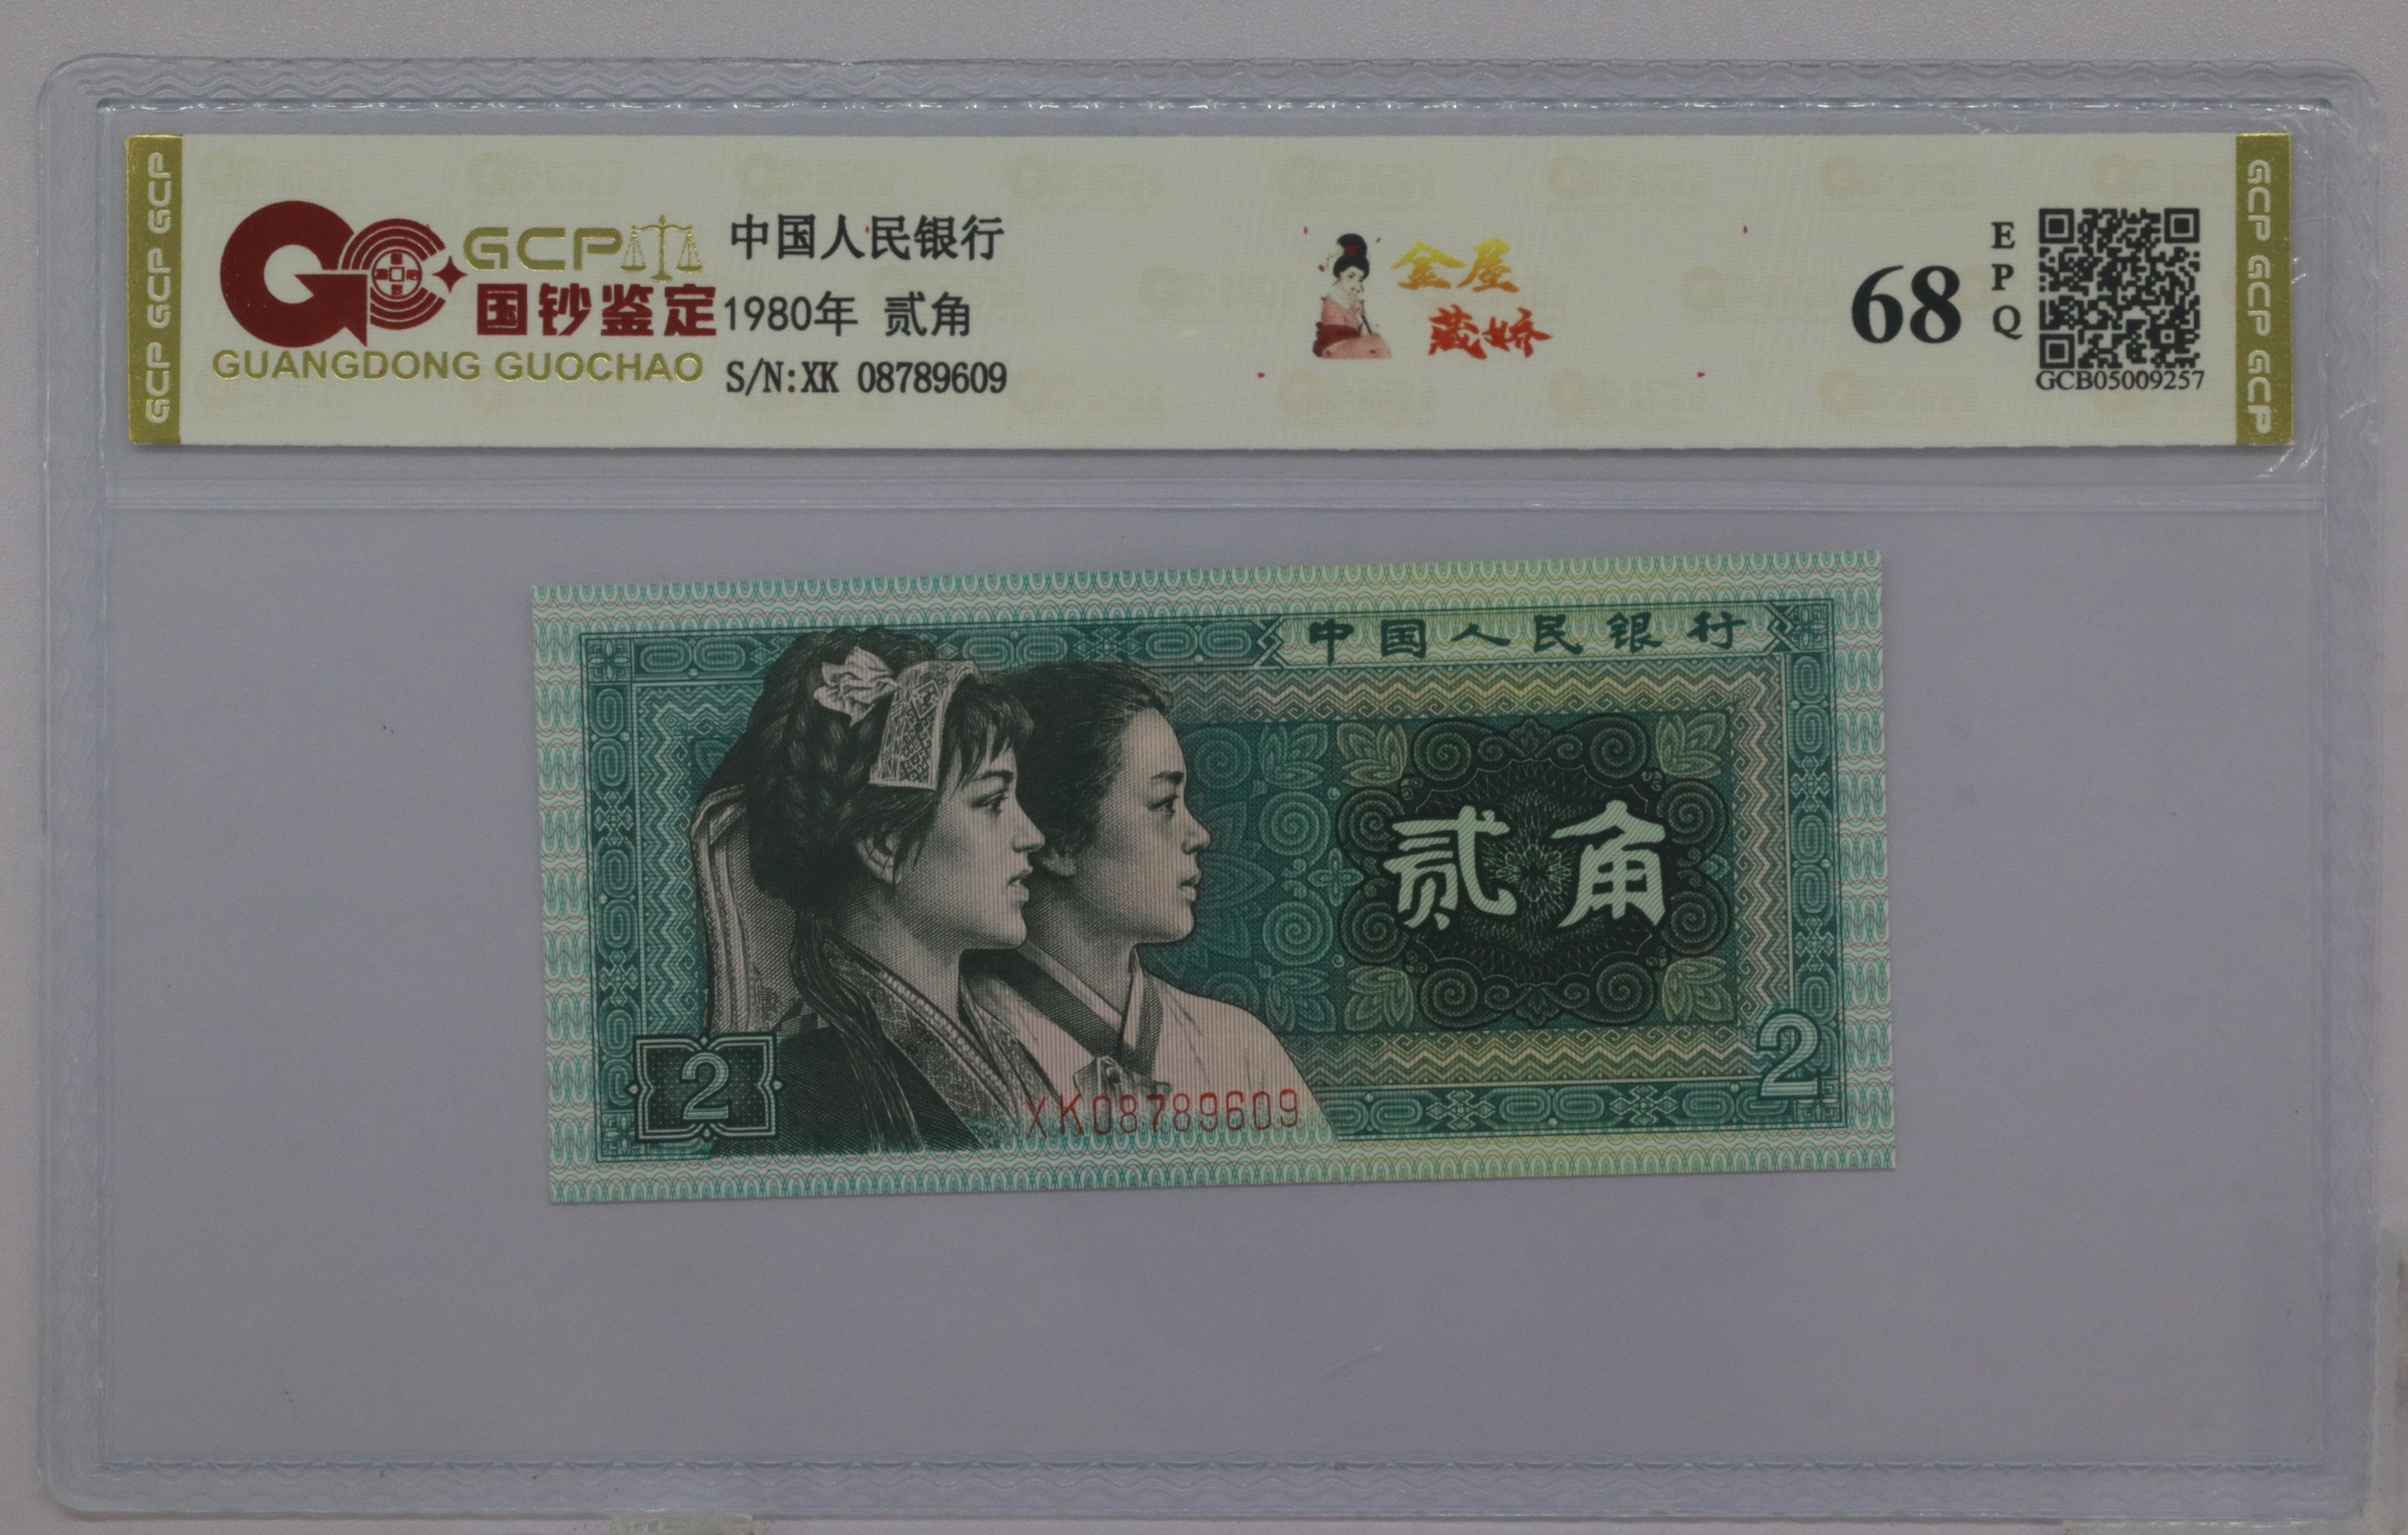 GCP GCP GCP
GCP
国钞鉴定
GUANGDONG GUOCHAO
中国人民银行
1980年 贰角
S/N:XK 08789609
金屋
藏娇
68
E
P
Q
GCB05009257
GCP GCP GCP
中国人民银行
贰角
2
XK08789609
2